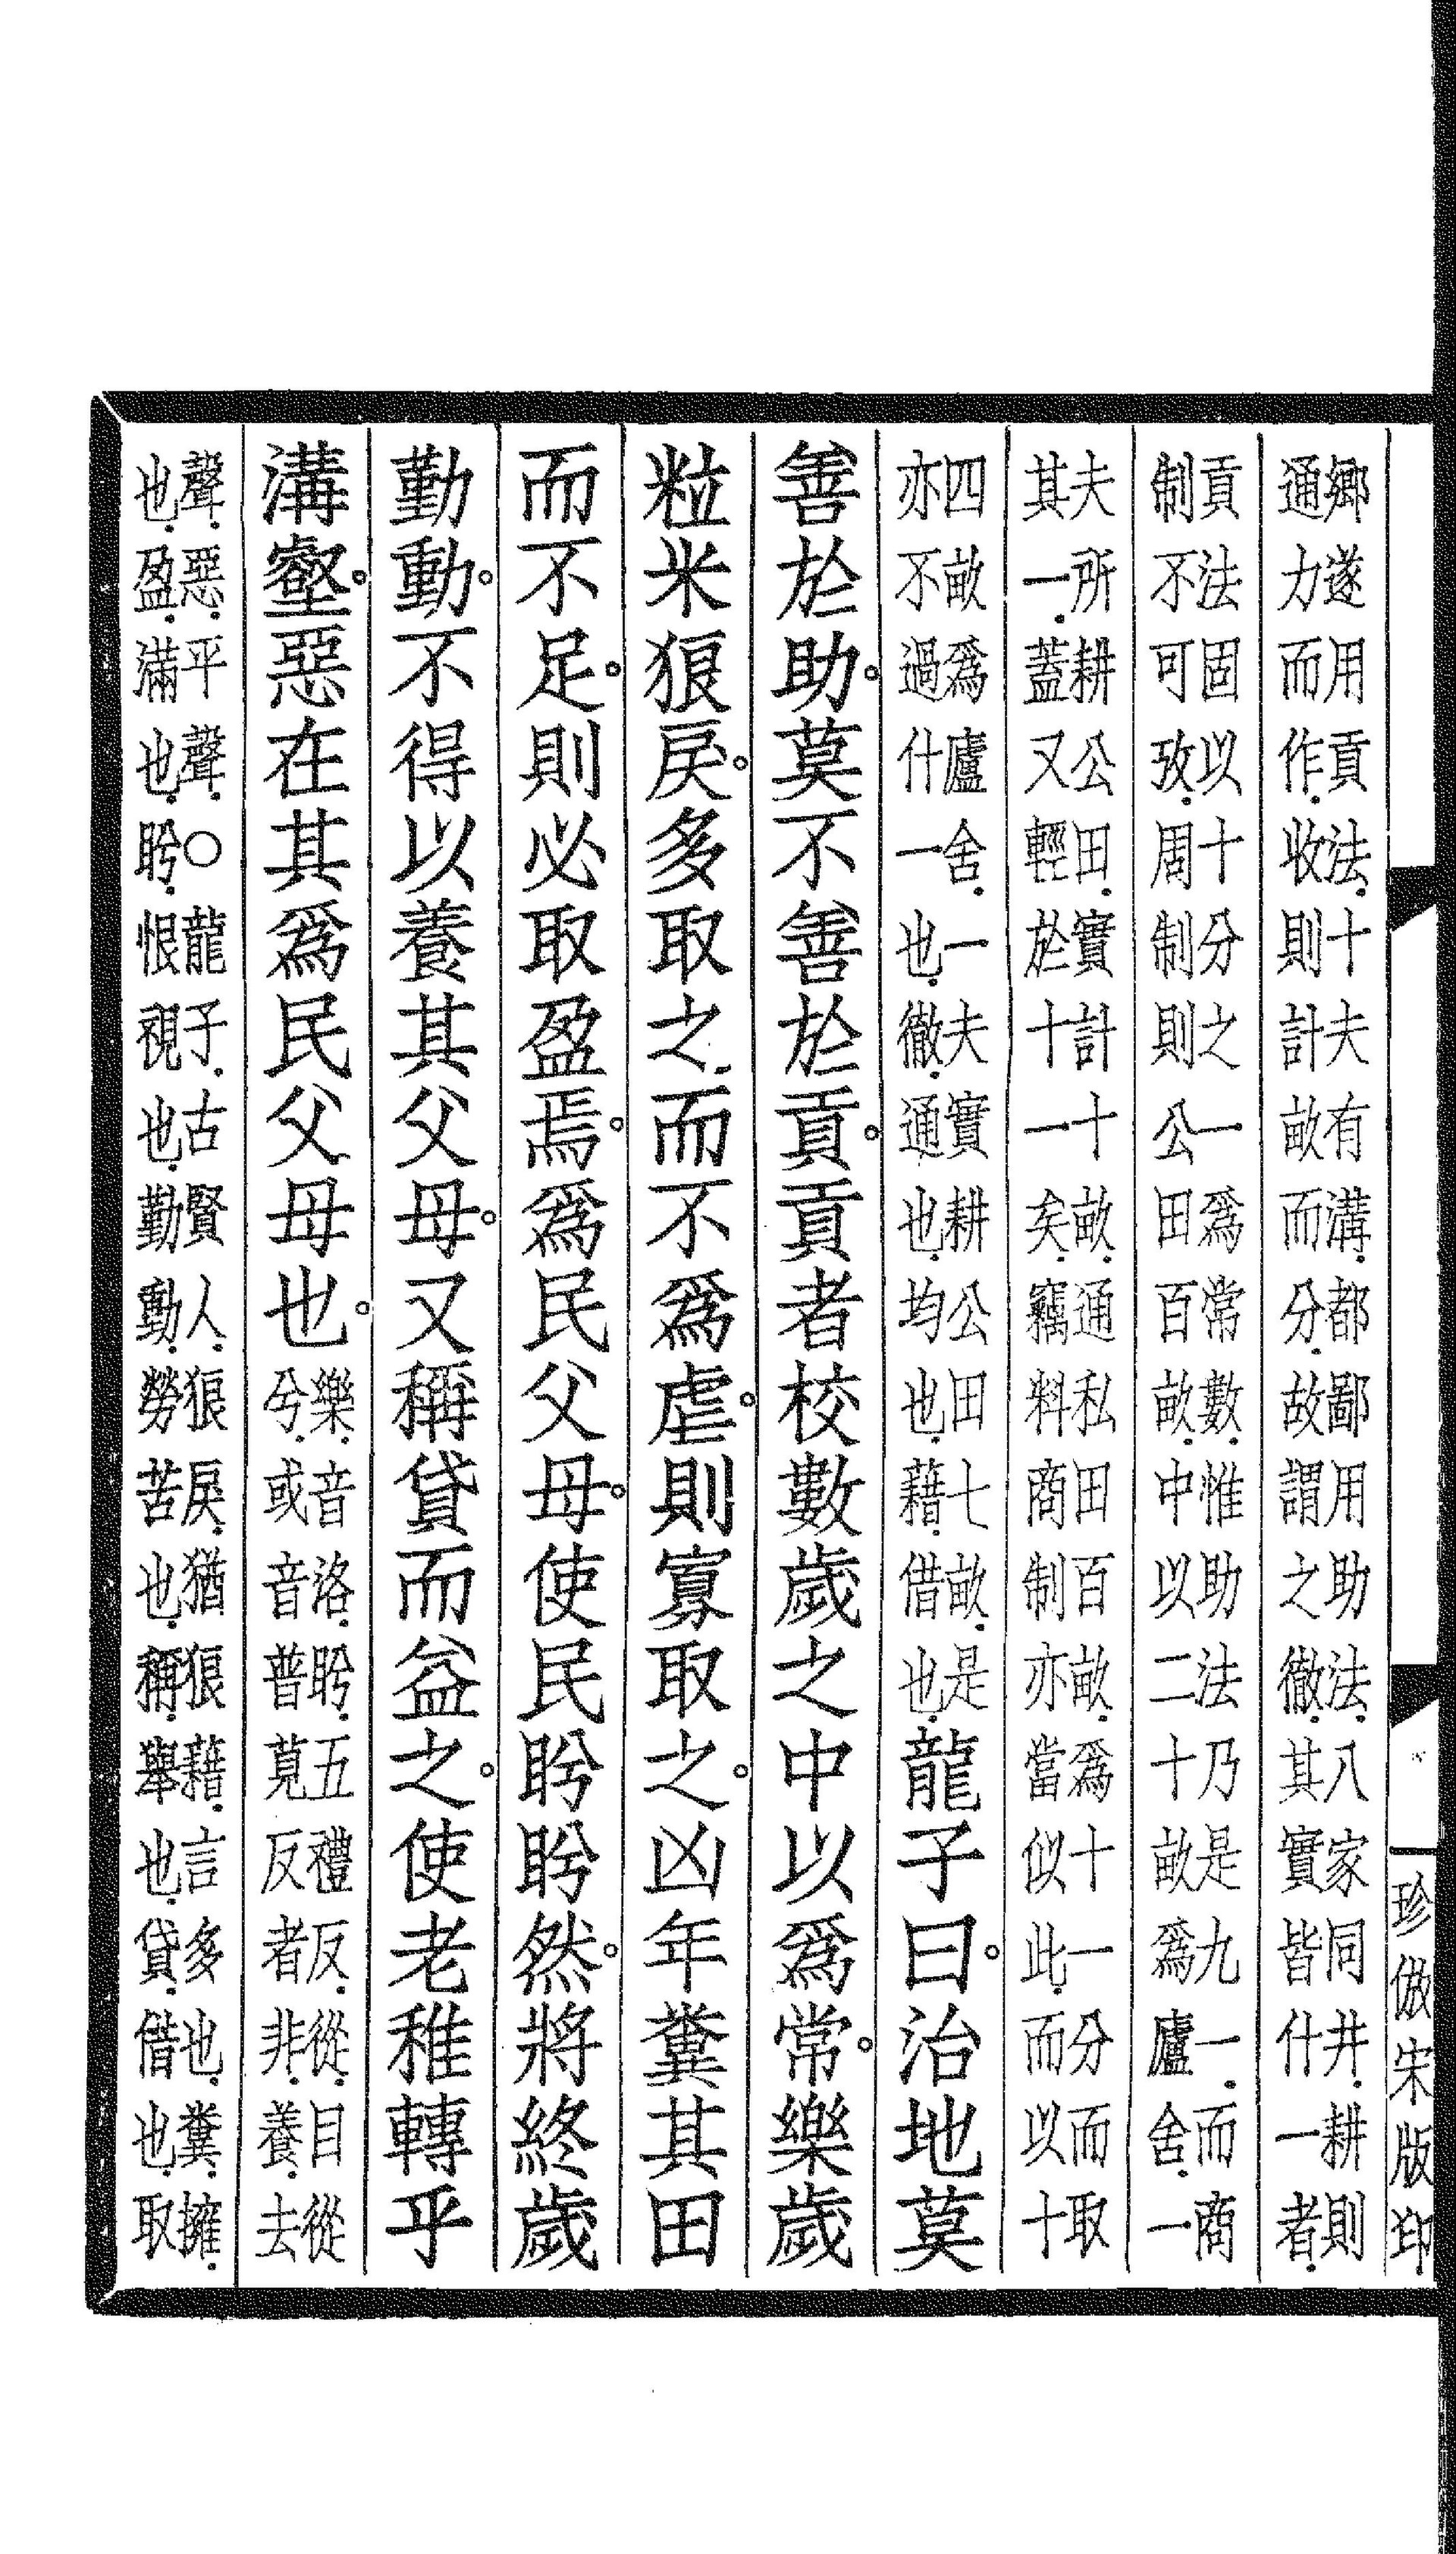 鄉遂用貢法、十夫有溝、都鄙用助法、八家同井、耕則
通力而作、收則計畝而分、故謂之徹、其實皆什一者、
貢法固以十分之一爲常數、惟助法乃是九一、而商
制不可攷、周制則公田百畝、中以二十畝爲廬舍、一
夫所耕公田、實計十畝、通私田百畝、爲十一分而取
其一、蓋又輕於十一矣、竊料商制亦當似此、而以十
四畝爲廬舍、一夫實耕公田七畝、是
亦不過什一也、徹、通也、均也、藉、借也、
龍子曰。治地莫
善於助。莫不善於貢。貢者校數歲之中以爲常。樂歲
粒米狼戾。多取之而不爲虐。則寡取之。凶年糞其田
而不足。則必取盈焉。爲民父母。使民盻盻然。將終歲
勤動。不得以養其父母。又稱貸而益之。使老稚轉乎
溝壑。惡在其爲民父母也。
樂、音洛、盻、五禮反、從、目從
兮、或音普莧反者非、養、去
聲、惡、平聲、○龍子、古賢人、狼戾、猶狼藉、言多也、糞、擁、
也、盈、滿也、盻、恨視也、勤動、勞苦也、稱、舉也、貸、借也、取
珍倣宋版印